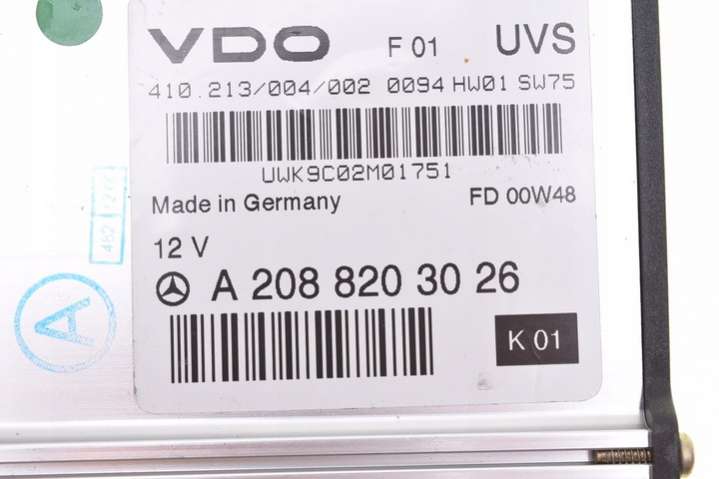 VDO F 01 UVS
410.213/004/002 0094 HW01 SW75
UWK9C02M01751
Made in Germany FD 00W48
12 V
A 208 820 30 26
K 01
A